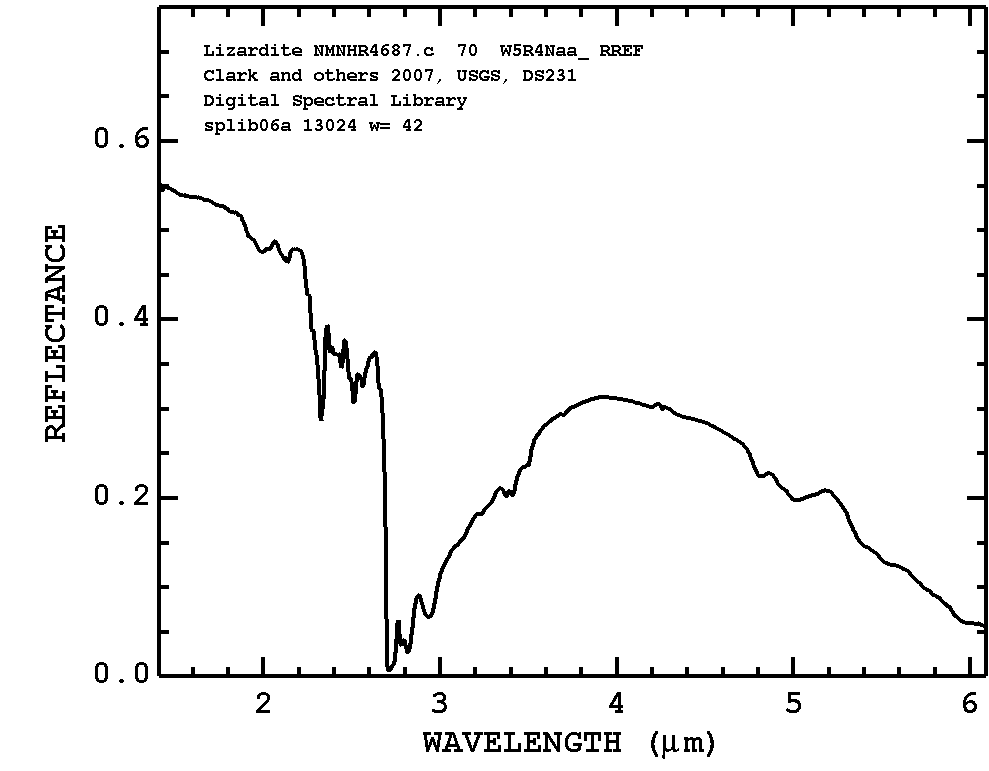 Lizardite NMNHR4687.c 70 W5R4Naa_ RREF
Clark and others 2007, USGS, DS231
Digital Spectral Library
splib06a 13024 w= 42
0.6
0.4
0.2
0.0
REFLECTANCE
2 3 4 5 6
WAVELENGTH (μm)